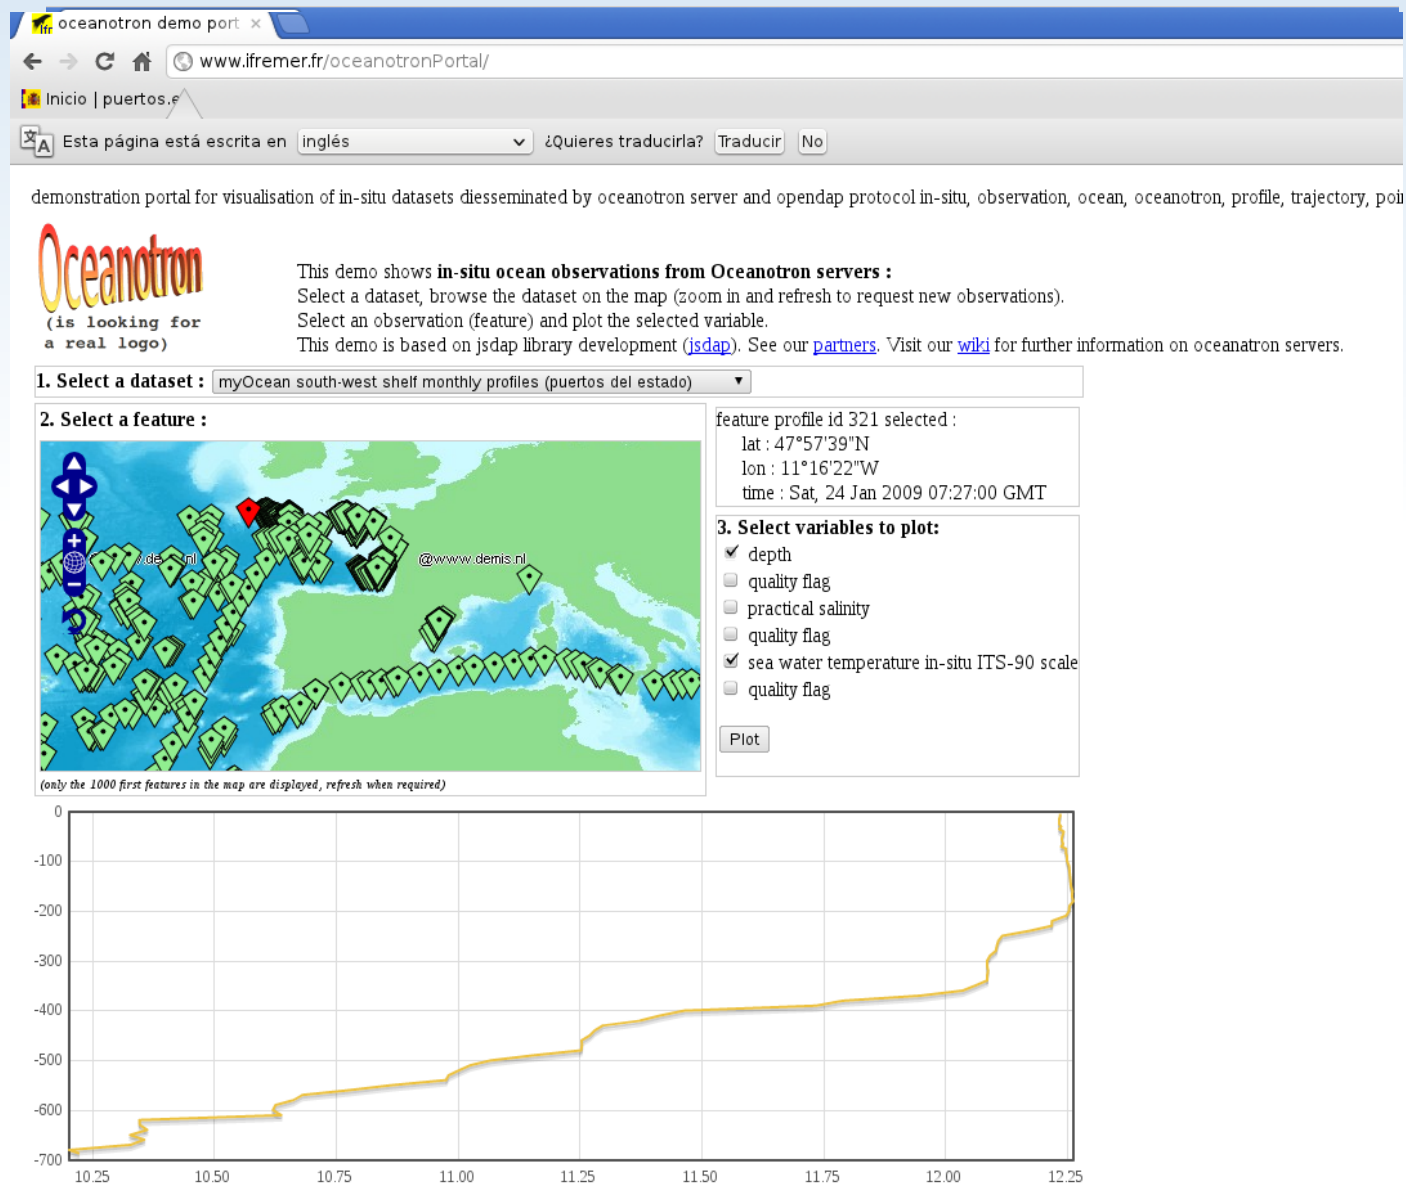 oceanotron demo port
www.ifremer.fr/oceanotronPortal/
Inicio | puertos.e
Esta página está escrita en inglés ¿Quieres traducirla? Traducir No
demonstration portal for visualisation of in-situ datasets diesseminated by oceanotron server and opendap protocol in-situ, observation, ocean, oceanotron, profile, trajectory, poi
Oceanotron
(is looking for
a real logo)
This demo shows in-situ ocean observations from Oceanotron servers :
Select a dataset, browse the dataset on the map (zoom in and refresh to request new observations).
Select an observation (feature) and plot the selected variable.
This demo is based on jsdap library development (jsdap). See our partners. Visit our wiki for further information on oceanatron servers.
1. Select a dataset : myOcean south-west shelf monthly profiles (puertos del estado)
2. Select a feature :
@www.demis.nl
(only the 1000 first features in the map are displayed, refresh when required)
feature profile id 321 selected :
lat : 47°57'39"N
lon : 11°16'22"W
time : Sat, 24 Jan 2009 07:27:00 GMT
3. Select variables to plot:
depth
quality flag
practical salinity
quality flag
sea water temperature in-situ ITS-90 scale
quality flag
Plot
0
-100
-200
-300
-400
-500
-600
-700
10.25 10.50 10.75 11.00 11.25 11.50 11.75 12.00 12.25